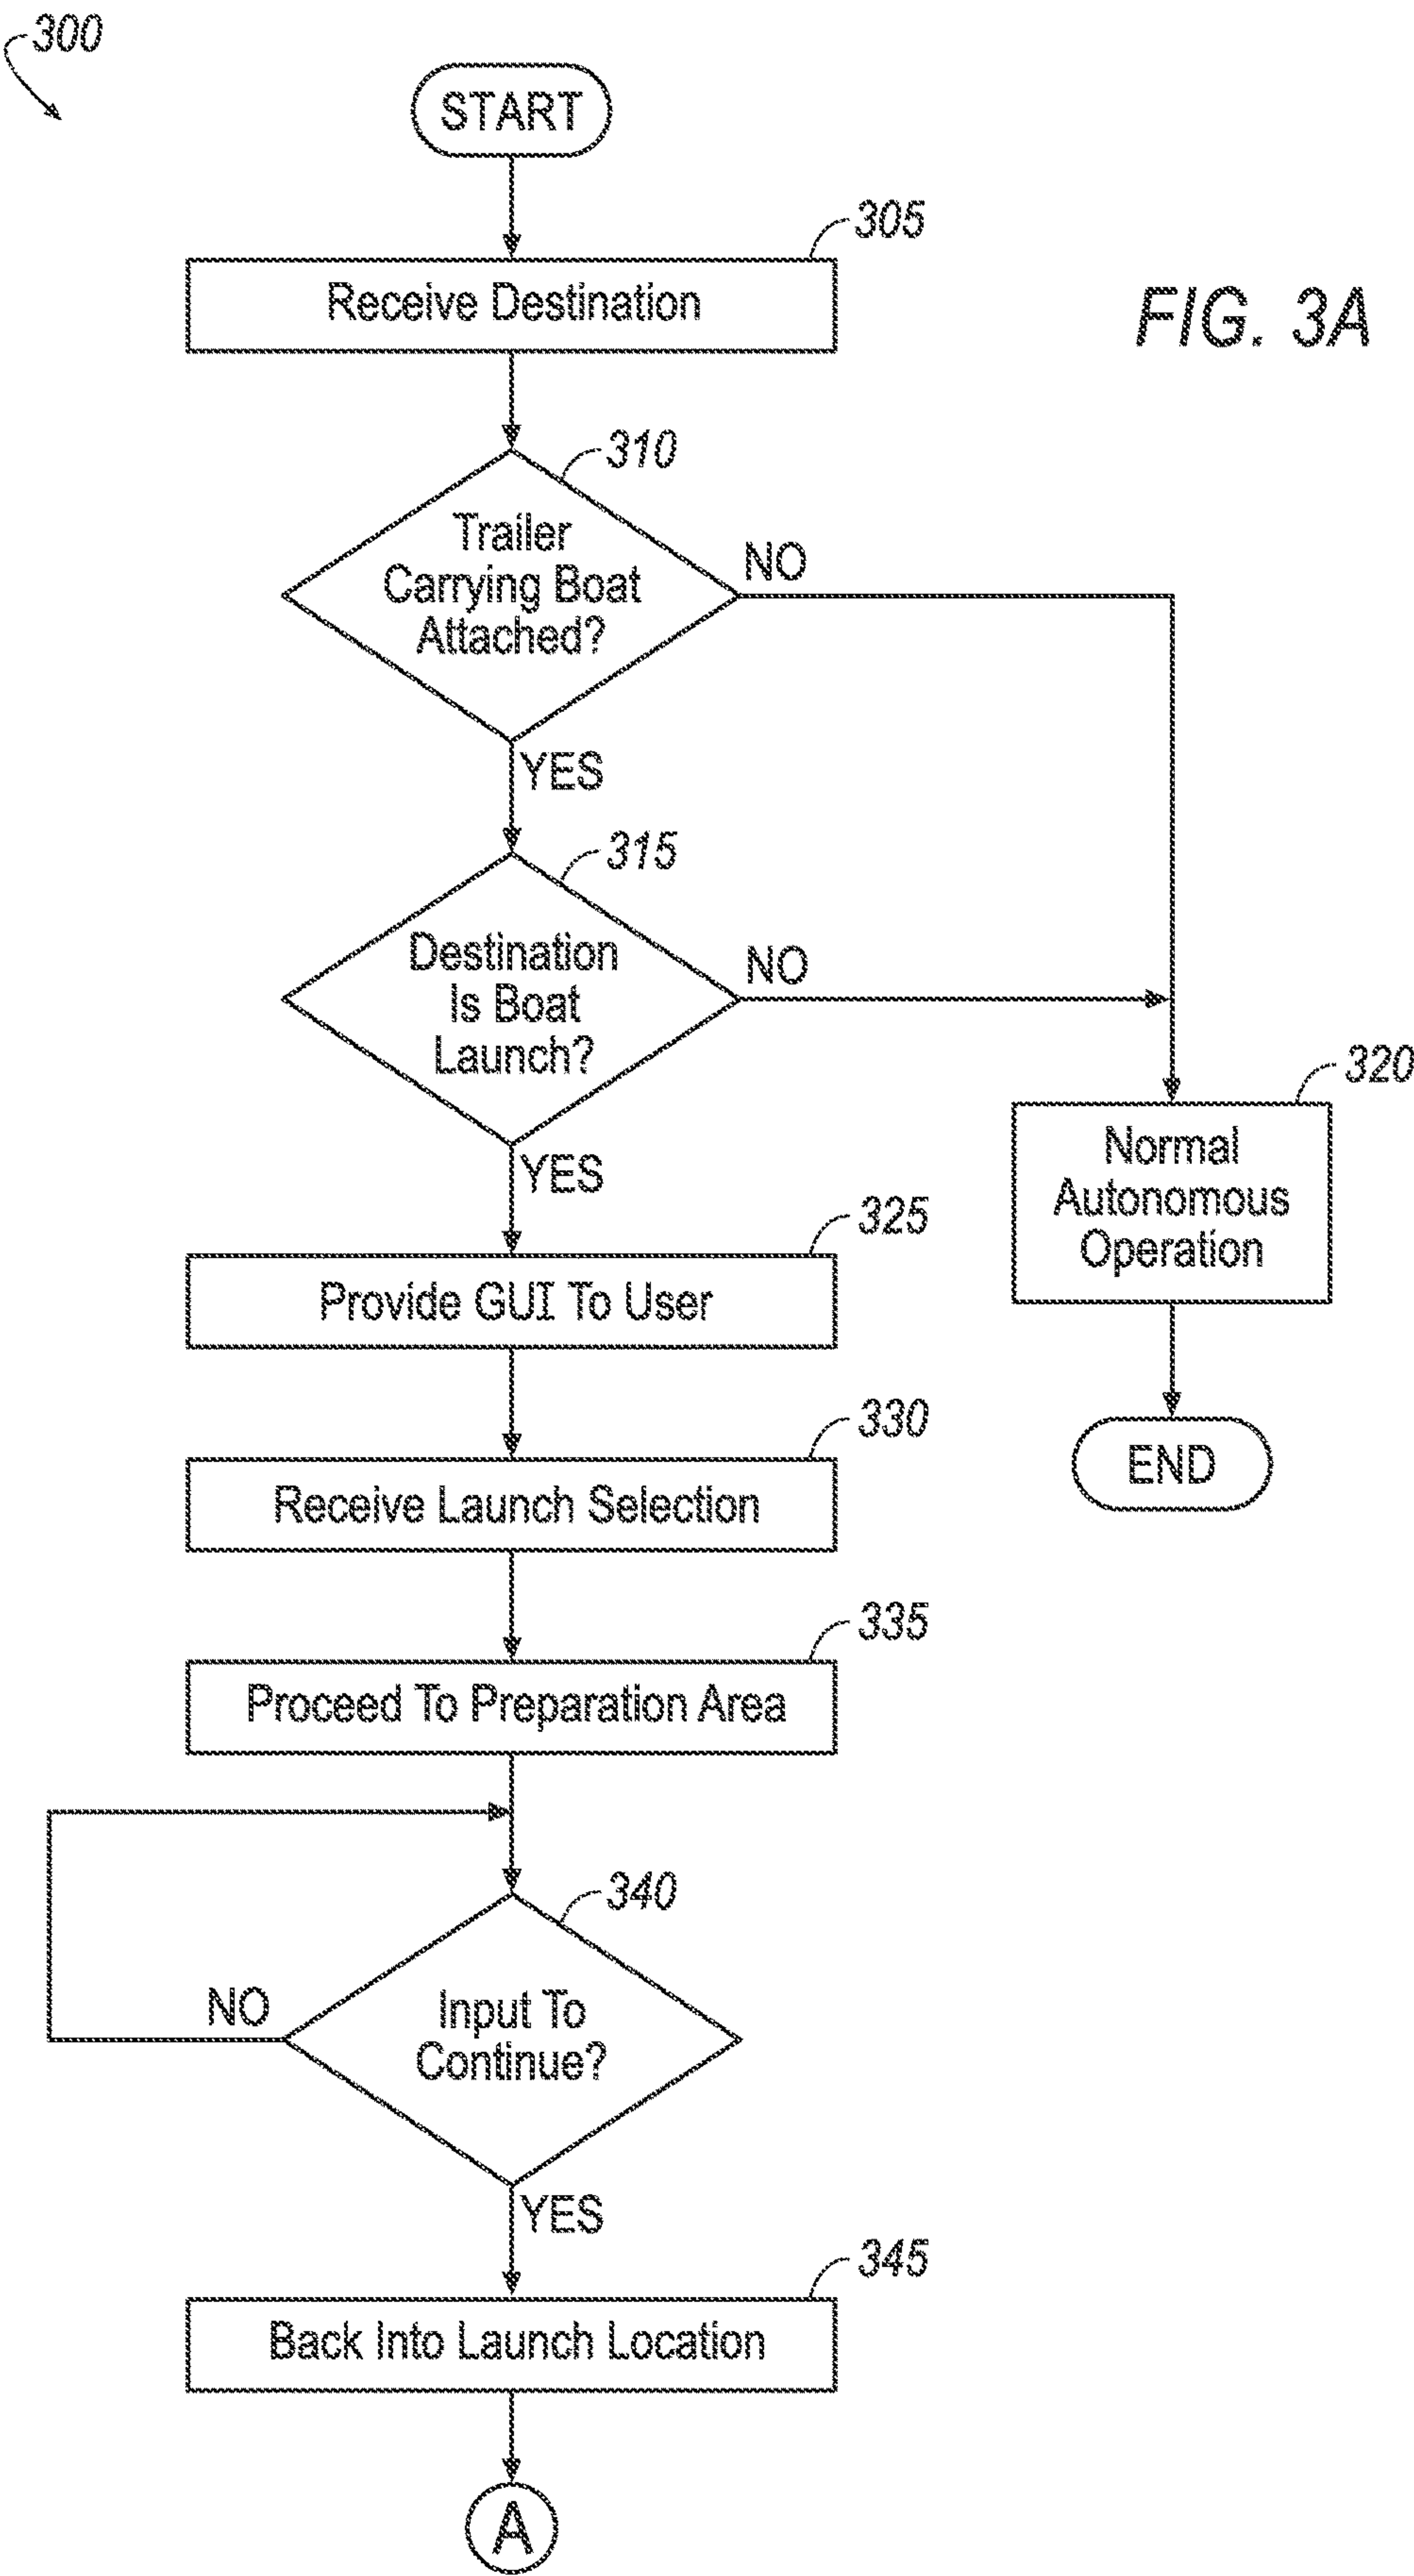 300
START
305
Receive Destination
FIG. 3A
310
Trailer
Carrying Boat
Attached?
NO
YES
315
Destination
Is Boat
Launch?
NO
YES
320
Normal
Autonomous
Operation
END
325
Provide GUI To User
330
Receive Launch Selection
335
Proceed To Preparation Area
340
Input To
Continue?
NO
YES
345
Back Into Launch Location
A